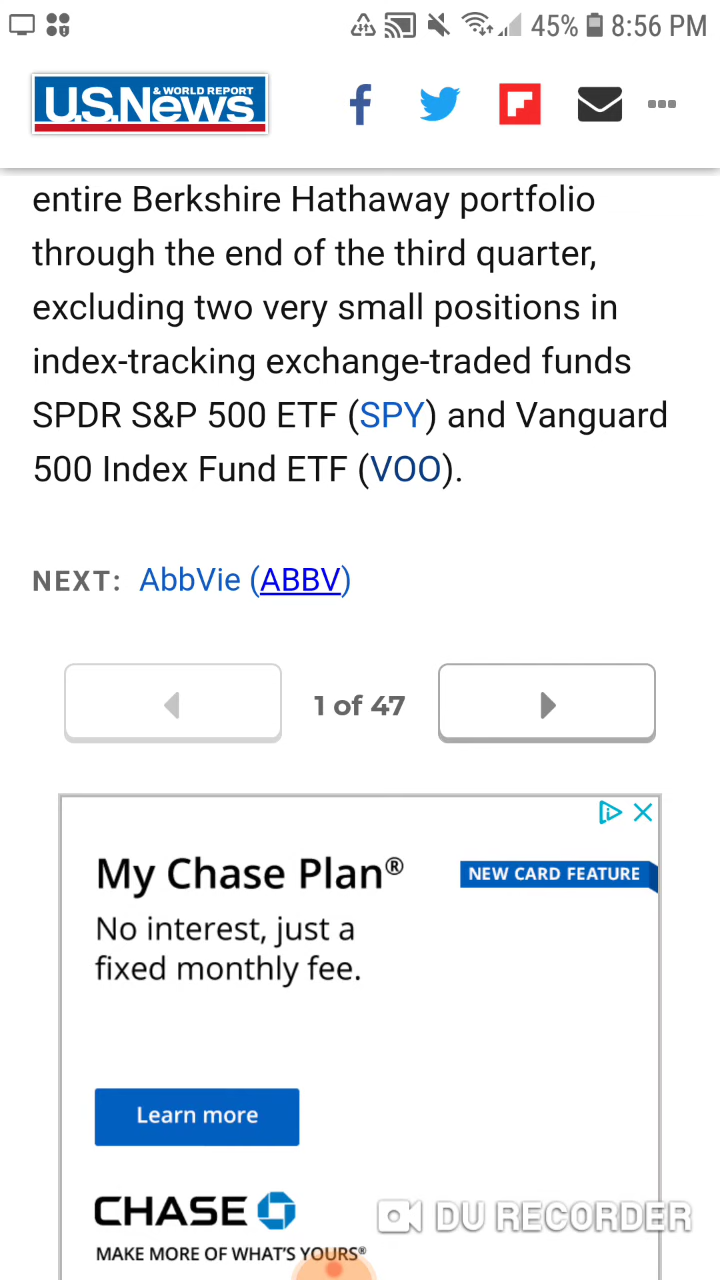 45% 8:56 PM
U.S.News & WORLD REPORT
entire Berkshire Hathaway portfolio
through the end of the third quarter,
excluding two very small positions in
index-tracking exchange-traded funds
SPDR S&P 500 ETF (SPY) and Vanguard
500 Index Fund ETF (VOO).
NEXT: AbbVie (ABBV)
1 of 47
My Chase Plan®
NEW CARD FEATURE
No interest, just a
fixed monthly fee.
Learn more
CHASE
DU RECORDER
MAKE MORE OF WHAT'S YOURS®